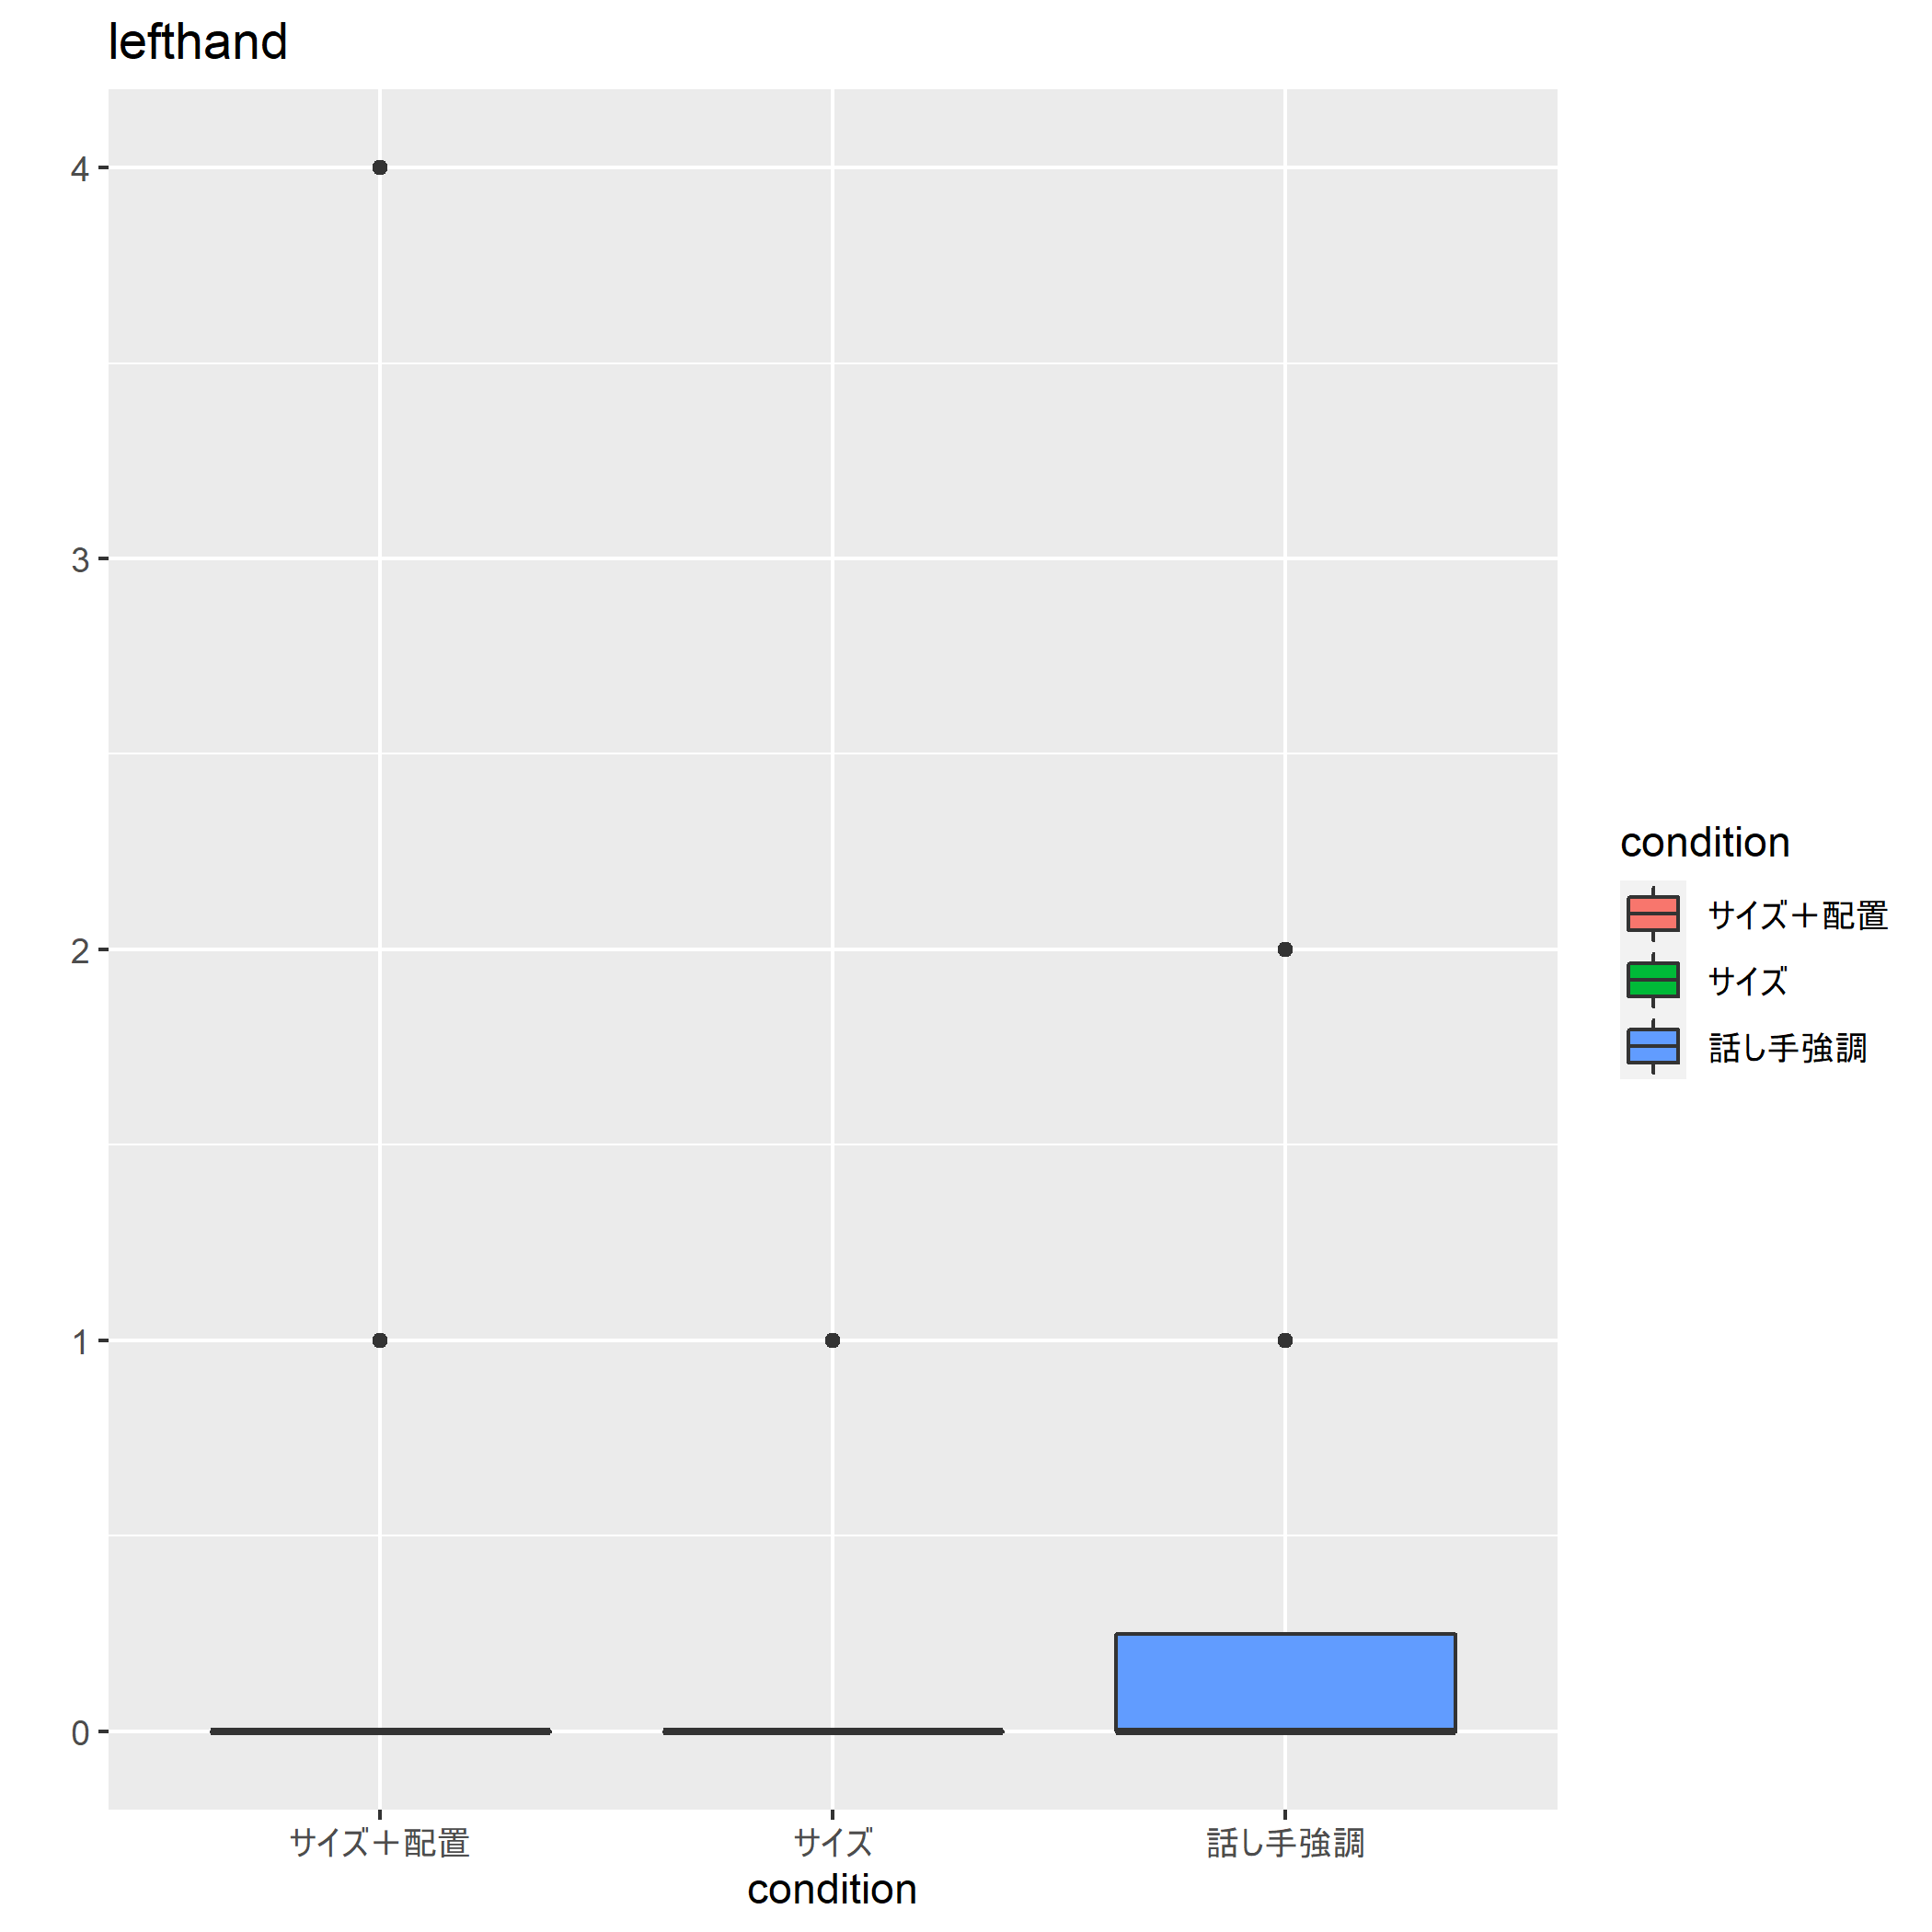 lefthand
4
3
2
1
0
サイズ＋配置
サイズ
話し手強調
condition
condition
サイズ＋配置
サイズ
話し手強調